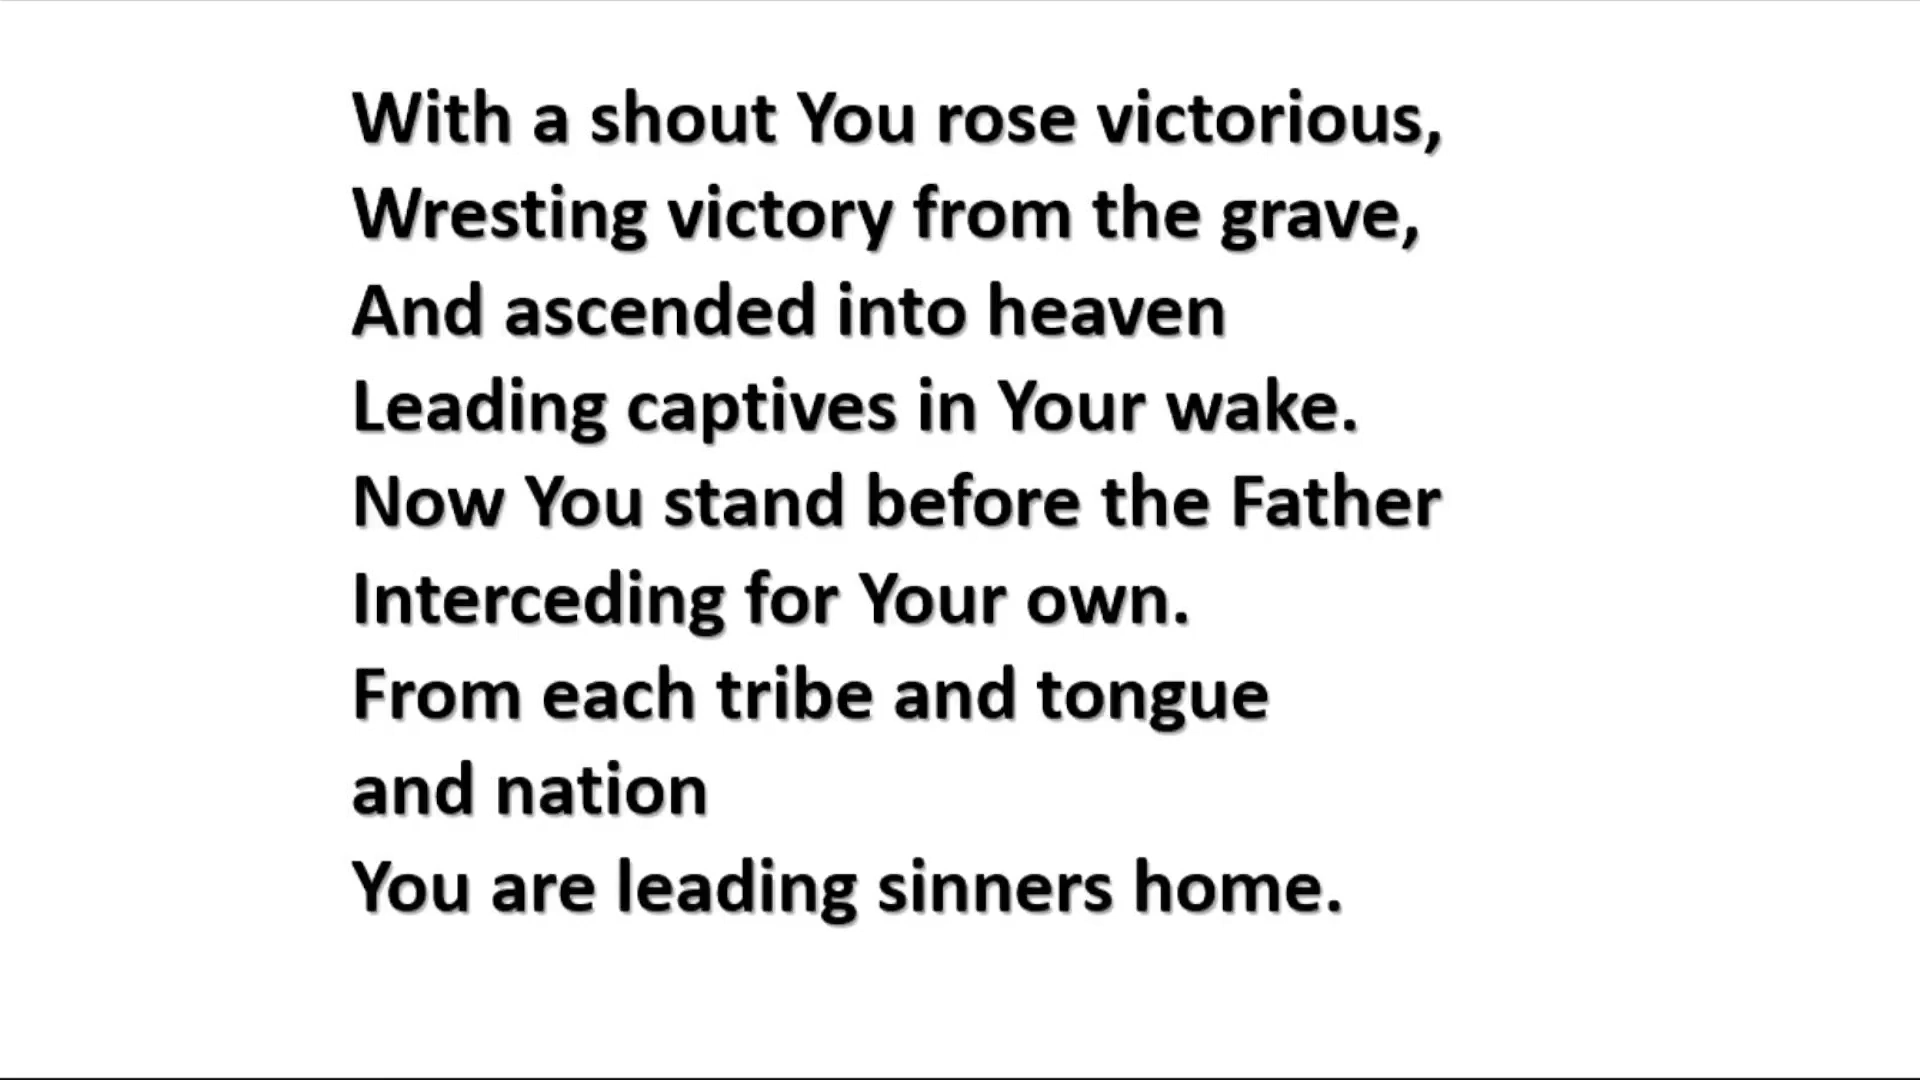 With a shout You rose victorious,
Wresting victory from the grave,
And ascended into heaven
Leading captives in Your wake.
Now You stand before the Father
Interceding for Your own.
From each tribe and tongue
and nation
You are leading sinners home.